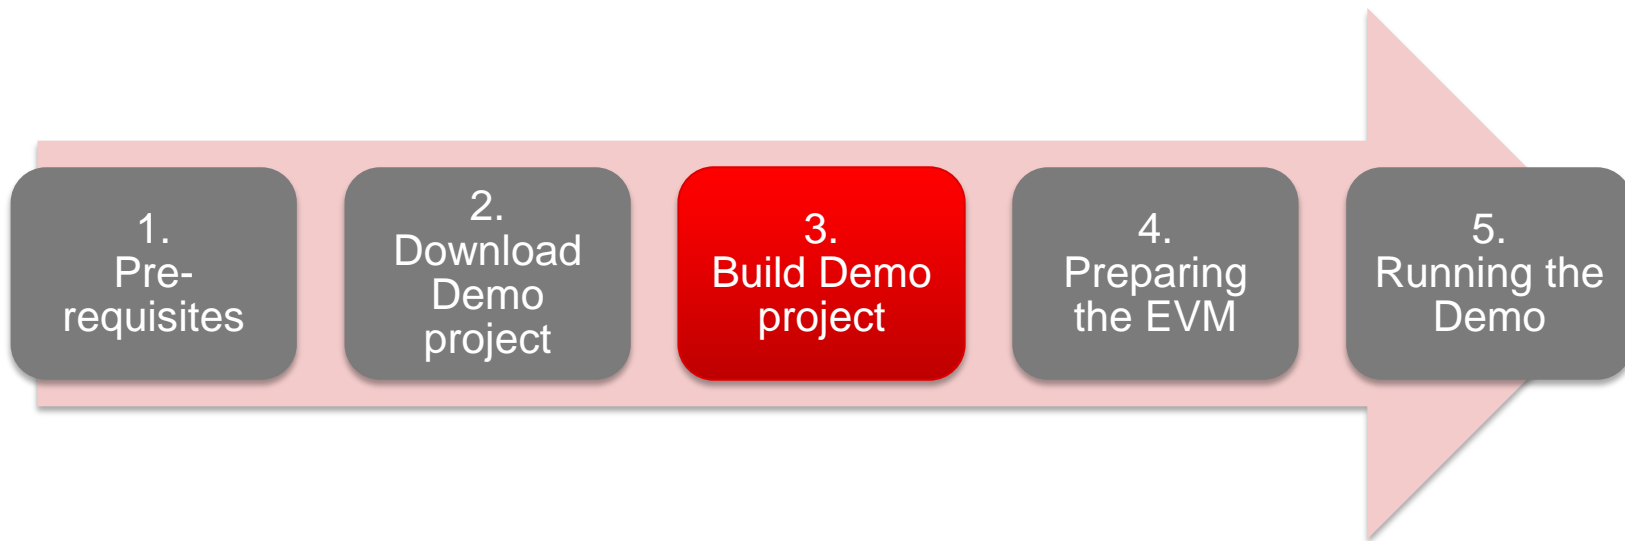 1.
Pre-
requisites
2.
Download
Demo
project
3.
Build Demo
project
4.
Preparing
the EVM
5.
Running the
Demo